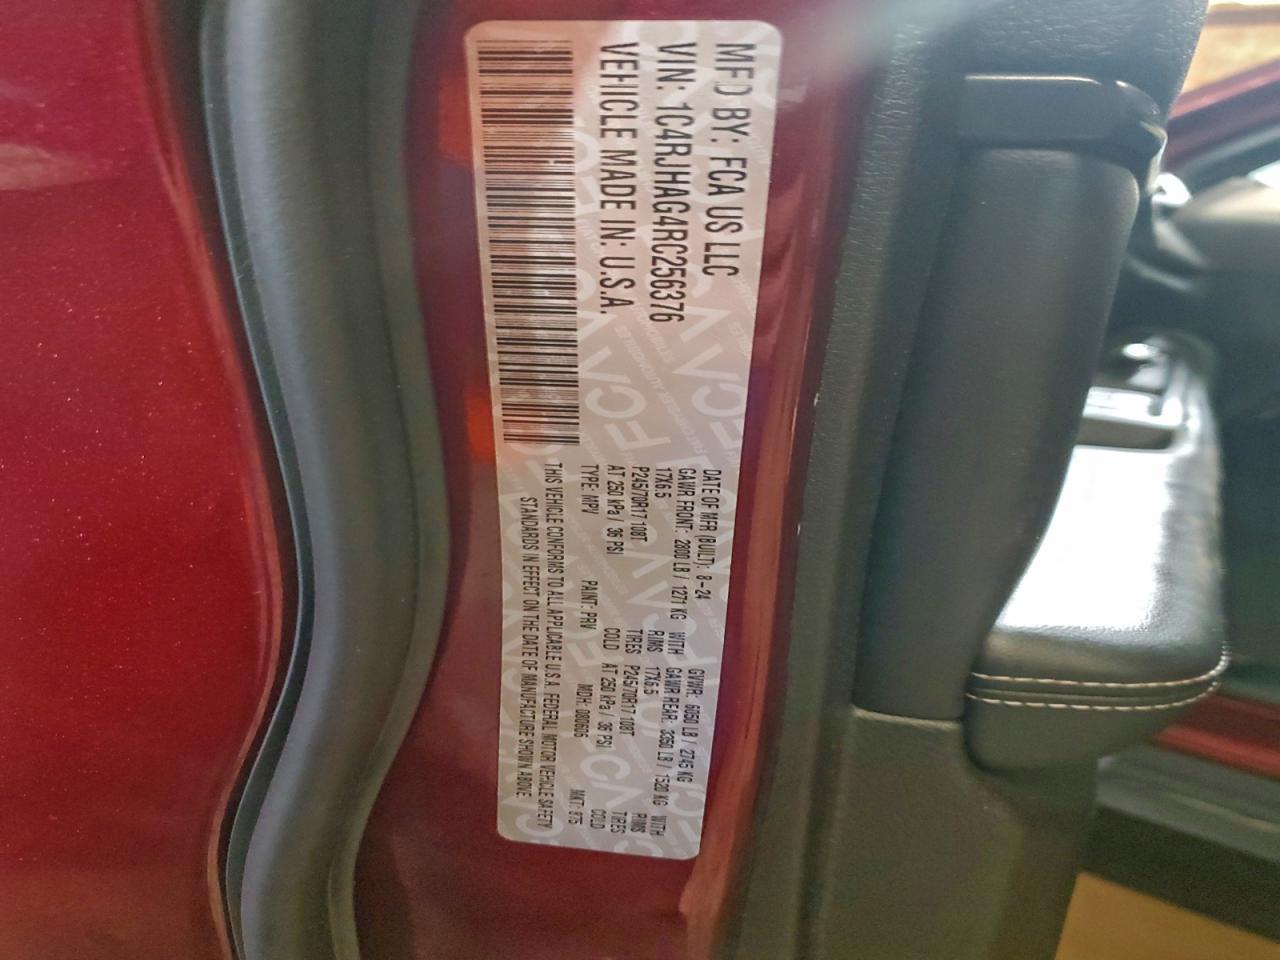 MFD BY: FCA US LLC
VIN: 1C4RJHAG4RC256376
VEHICLE MADE IN: U.S.A.
DATE OF MFR (BUILT): 8-24 GVWR: 6050 LB / 2745 KG
GAWR FRONT: 2800 LB / 1271 KG WITH GAWR REAR: 3350 LB / 1520 KG WITH
17X6.5 RIMS 17X6.5 RIMS
P245/70R17 108T TIRES P245/70R17 108T TIRES
AT 250 kPa / 36 PSI COLD AT 250 kPa / 36 PSI COLD
TYPE: MPV PAINT: PRV MDH: 080606 MKT: 875
THIS VEHICLE CONFORMS TO ALL APPLICABLE U.S.A. FEDERAL MOTOR VEHICLE SAFETY
STANDARDS IN EFFECT ON THE DATE OF MANUFACTURE SHOWN ABOVE.